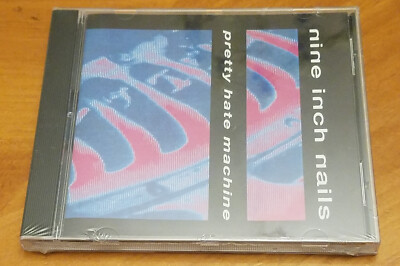 nine inch nails
pretty hate machine